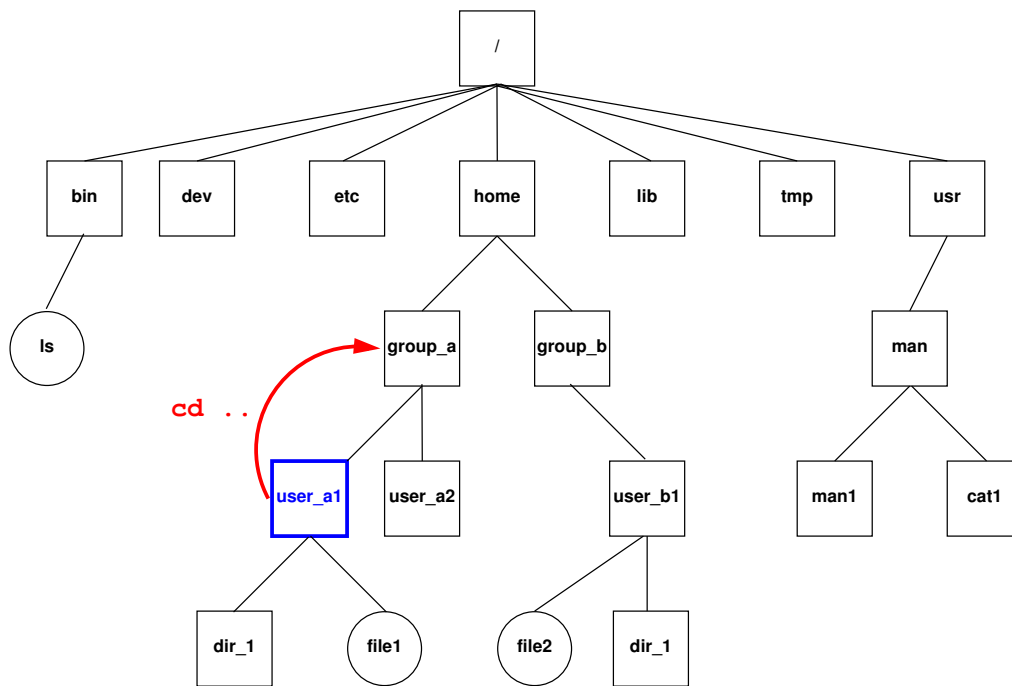 /
bin
dev
etc
home
lib
tmp
usr
ls
group_a
group_b
man
cd ..
user_a1
user_a2
user_b1
man1
cat1
dir_1
file1
file2
dir_1